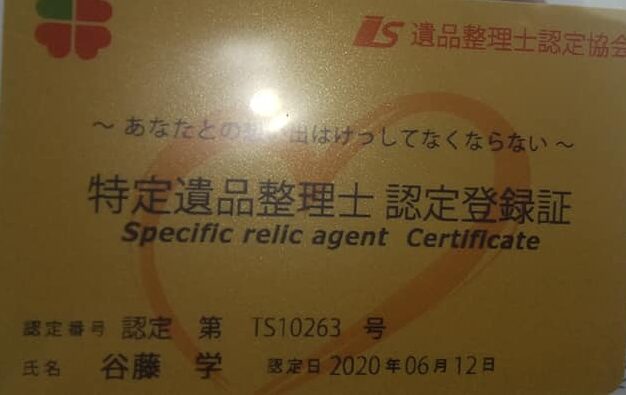 IS 遺品整理士認定協会
～ あなたとの 出はけっしてなくならない ～
特定遺品整理士 認定登録証
Specific relic agent Certificate
認定番号 認定 第 TS10263 号
氏名 谷藤 学 認定日 2020年06月12日